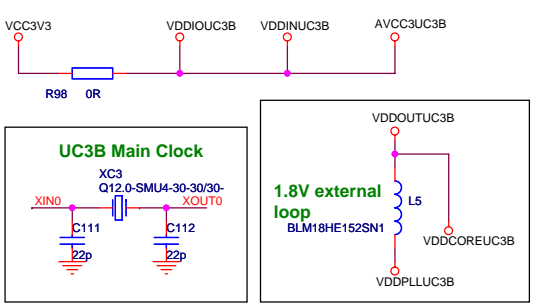 VCC3V3
VDDIOUC3B
VDDINUC3B
AVCC3UC3B
R98
0R
UC3B Main Clock
XC3
Q12.0-SMU4-30-30/30-
XIN0
XOUT0
C111
C112
22p
22p
VDDOUTUC3B
1.8V external
loop
L5
BLM18HE152SN1
VDDCOREUC3B
VDDPLLUC3B